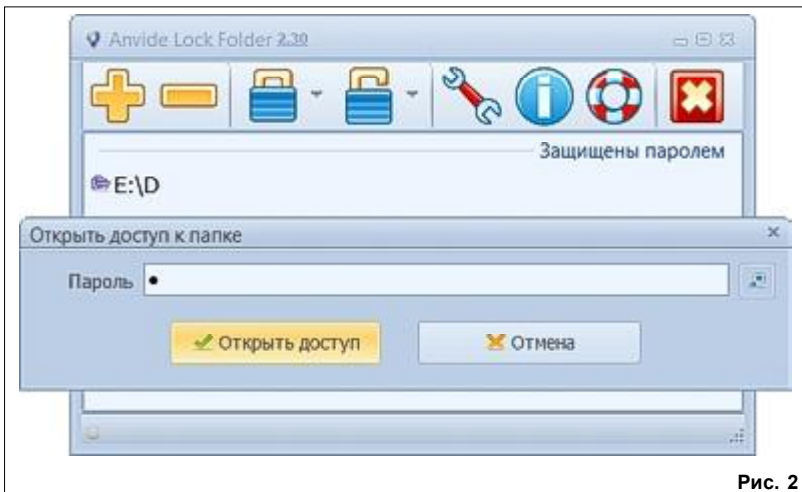 Anvide Lock Folder 2.30
Защищены паролем
E:\D
Открыть доступ к папке
Пароль
Открыть доступ
Отмена
Рис. 2